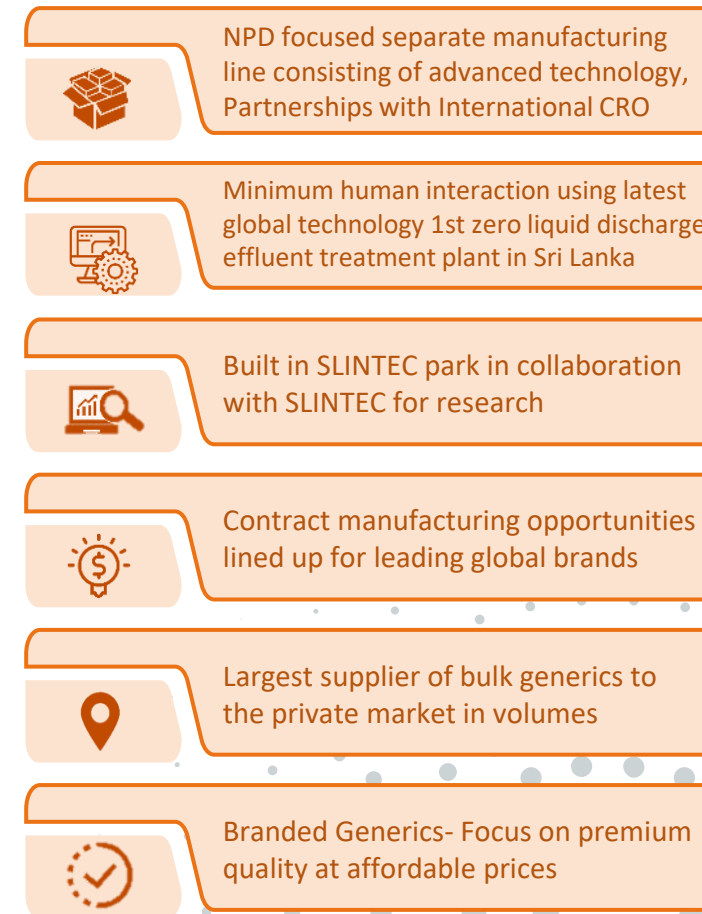 NPD focused separate manufacturing
line consisting of advanced technology,
Partnerships with International CRO
Minimum human interaction using latest
global technology 1st zero liquid discharge
effluent treatment plant in Sri Lanka
Built in SLINTEC park in collaboration
with SLINTEC for research
Contract manufacturing opportunities
lined up for leading global brands
Largest supplier of bulk generics to
the private market in volumes
Branded Generics- Focus on premium
quality at affordable prices